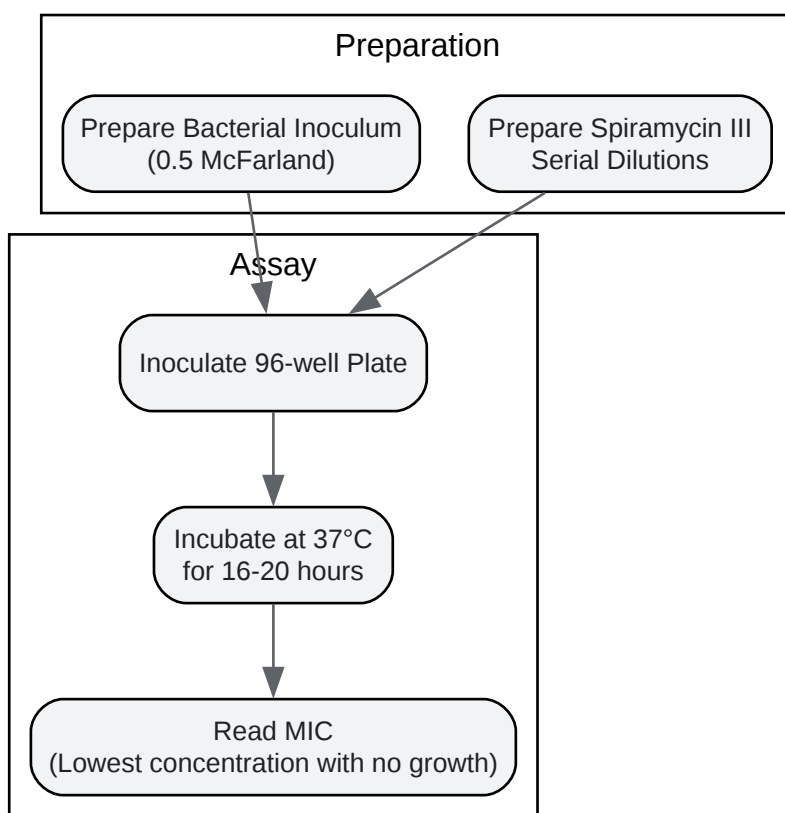 Preparation
Prepare Bacterial Inoculum
(0.5 McFarland)
Prepare Spiramycin III
Serial Dilutions
Assay
Inoculate 96-well Plate
Incubate at 37°C
for 16-20 hours
Read MIC
(Lowest concentration with no growth)